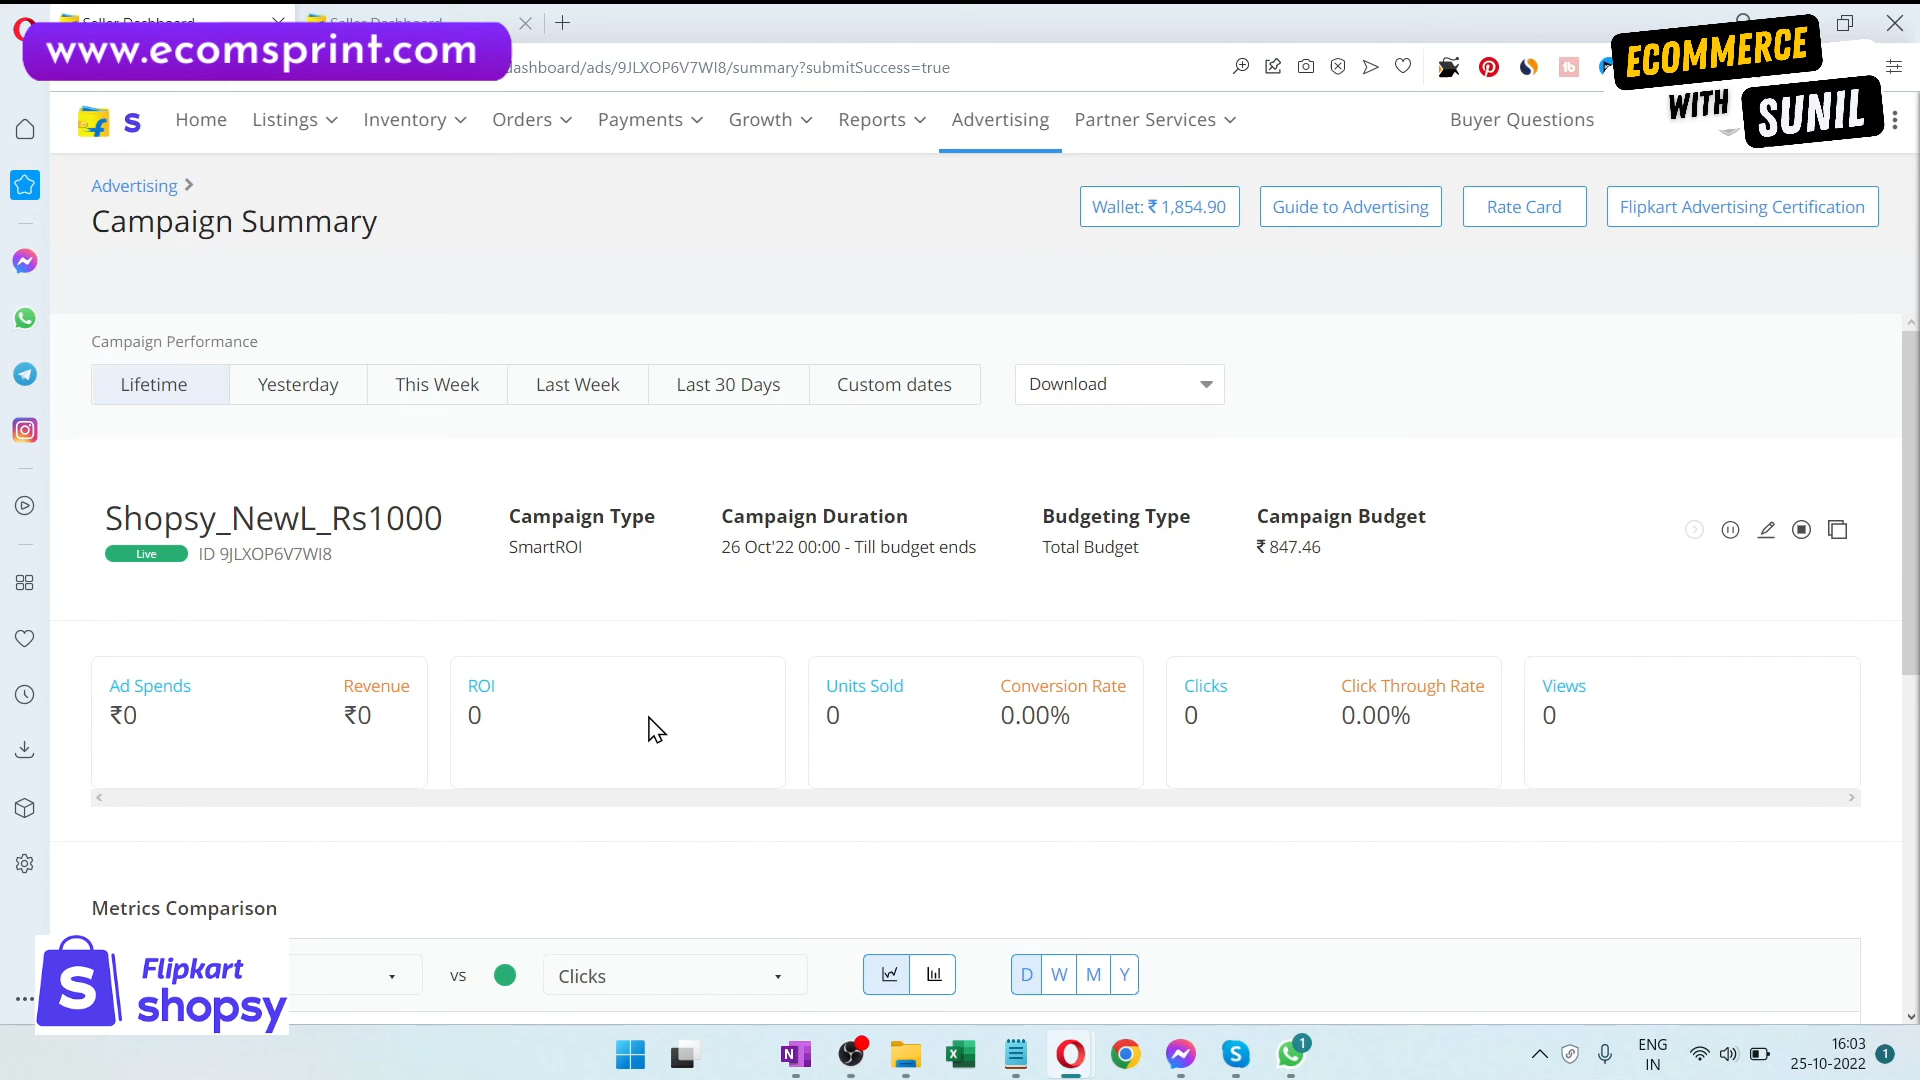 Seller Dashboard
Seller Dashboard
www.ecomsprint.com
dashboard/ads/9JLXOP6V7WI8/summary?submitSuccess=true
ECOMMERCE
WITH
SUNIL
S
Home
Listings
Inventory
Orders
Payments
Growth
Reports
Advertising
Partner Services
Buyer Questions
Advertising
Campaign Summary
Wallet: ₹ 1,854.90
Guide to Advertising
Rate Card
Flipkart Advertising Certification
Campaign Performance
Lifetime
Yesterday
This Week
Last Week
Last 30 Days
Custom dates
Download
Shopsy_NewL_Rs1000
Live
ID 9JLXOP6V7WI8
Campaign Type
SmartROI
Campaign Duration
26 Oct'22 00:00 - Till budget ends
Budgeting Type
Total Budget
Campaign Budget
₹ 847.46
Ad Spends
₹0
Revenue
₹0
ROI
0
Units Sold
0
Conversion Rate
0.00%
Clicks
0
Click Through Rate
0.00%
Views
0
Metrics Comparison
vs
Clicks
D
W
M
Y
S
Flipkart
shopsy
1
ENG
IN
16:03
25-10-2022
1